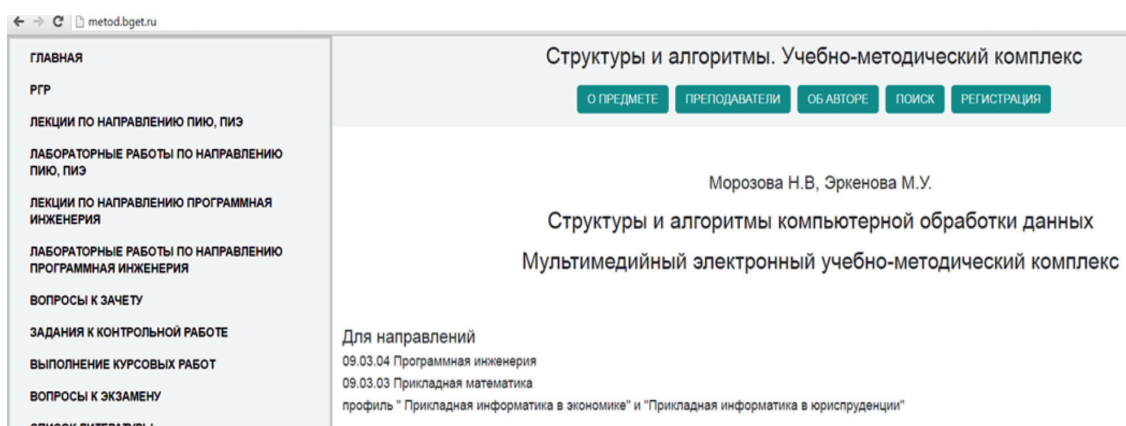 metod.bget.ru
ГЛАВНАЯ
РГР
ЛЕКЦИИ ПО НАПРАВЛЕНИЮ ПИЮ, ПИЭ
ЛАБОРАТОРНЫЕ РАБОТЫ ПО НАПРАВЛЕНИЮ
ПИЮ, ПИЭ
ЛЕКЦИИ ПО НАПРАВЛЕНИЮ ПРОГРАММНАЯ
ИНЖЕНЕРИЯ
ЛАБОРАТОРНЫЕ РАБОТЫ ПО НАПРАВЛЕНИЮ
ПРОГРАММНАЯ ИНЖЕНЕРИЯ
ВОПРОСЫ К ЗАЧЕТУ
ЗАДАНИЯ К КОНТРОЛЬНОЙ РАБОТЕ
ВЫПОЛНЕНИЕ КУРСОВЫХ РАБОТ
ВОПРОСЫ К ЭКЗАМЕНУ
СПИСОК ЛИТЕРАТУРЫ
Структуры и алгоритмы. Учебно-методический комплекс
О ПРЕДМЕТЕ ПРЕПОДАВАТЕЛИ ОБ АВТОРЕ ПОИСК РЕГИСТРАЦИЯ
Морозова Н.В, Эркенова М.У.
Структуры и алгоритмы компьютерной обработки данных
Мультимедийный электронный учебно-методический комплекс
Для направлений
09.03.04 Программная инженерия
09.03.03 Прикладная математика
профиль " Прикладная информатика в экономике" и "Прикладная информатика в юриспруденции"